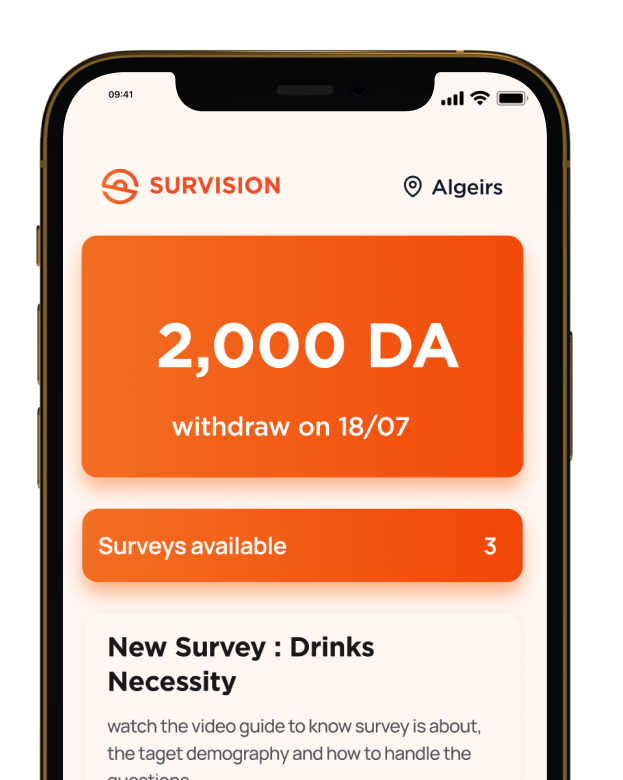 09:41
SURVISION
Algeirs
2,000 DA
withdraw on 18/07
Surveys available 3
New Survey : Drinks
Necessity
watch the video guide to know survey is about,
the taget demography and how to handle the
questions